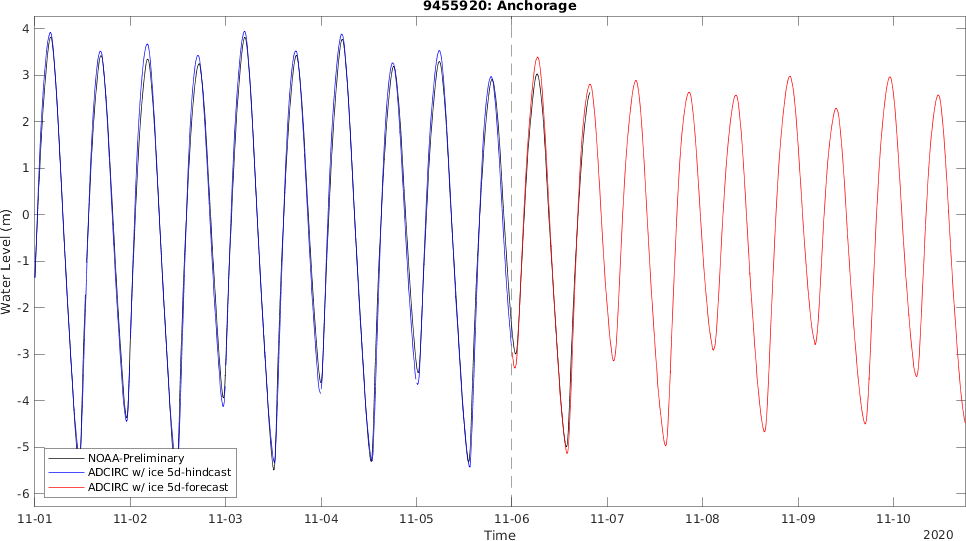 9455920: Anchorage
4
3
2
1
0
-1
-2
-3
-4
-5
-6
Water Level (m)
NOAA-Preliminary
ADCIRC w/ ice 5d-hindcast
ADCIRC w/ ice 5d-forecast
11-01 11-02 11-03 11-04 11-05 11-06 11-07 11-08 11-09 11-10
Time
2020